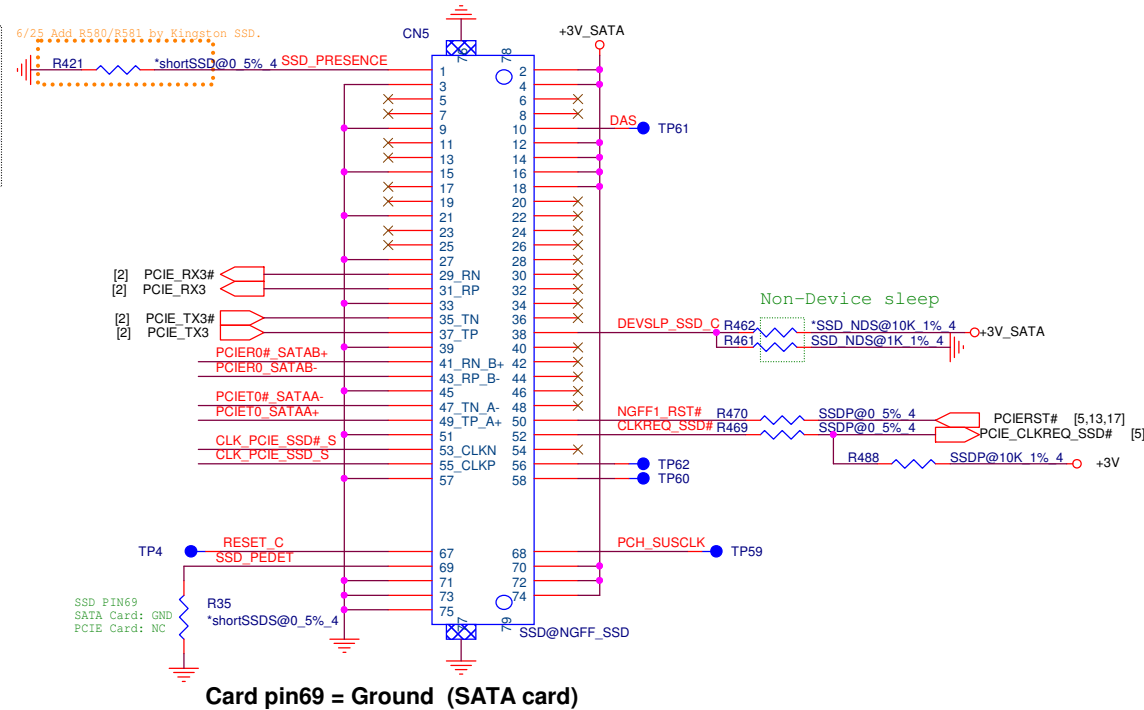 6/25 Add R580/R581 by Kingston SSD.
R421 *shortSSD@0_5%_4 SSD_PRESENCE
CN5
+3V_SATA
76 78
1 2
3 4
5 6
7 8
9 10 DAS TP61
11 12
13 14
15 16
17 18
19 20
21 22
23 24
25 26
27 28
[2] PCIE_RX3# 29_RN 30
[2] PCIE_RX3 31_RP 32
33 34
[2] PCIE_TX3# 35_TN 36
[2] PCIE_TX3 37_TP 38
Non-Device sleep
DEVSLP_SSD_C R462 *SSD_NDS@10K_1%_4 +3V_SATA
R461 SSD_NDS@1K_1%_4
39 40
PCIER0#_SATAB+ 41_RN_B+ 42
PCIER0_SATAB- 43_RP_B- 44
45 46
PCIET0#_SATAA- 47_TN_A- 48
PCIET0_SATAA+ 49_TP_A+ 50 NGFF1_RST# R470 SSDP@0_5%_4 PCIERST# [5,13,17]
51 52 CLKREQ_SSD# R469 SSDP@0_5%_4 PCIE_CLKREQ_SSD# [5]
CLK_PCIE_SSD#_S 53_CLKN 54
CLK_PCIE_SSD_S 55_CLKP 56 TP62
R488 SSDP@10K_1%_4 +3V
57 58 TP60
TP4 RESET_C 67 68 PCH_SUSCLK TP59
SSD_PEDET 69 70
71 72
73 74
75
77 79
SSD PIN69
SATA Card: GND
PCIE Card: NC
R35
*shortSSDS@0_5%_4
SSD@NGFF_SSD
Card pin69 = Ground (SATA card)